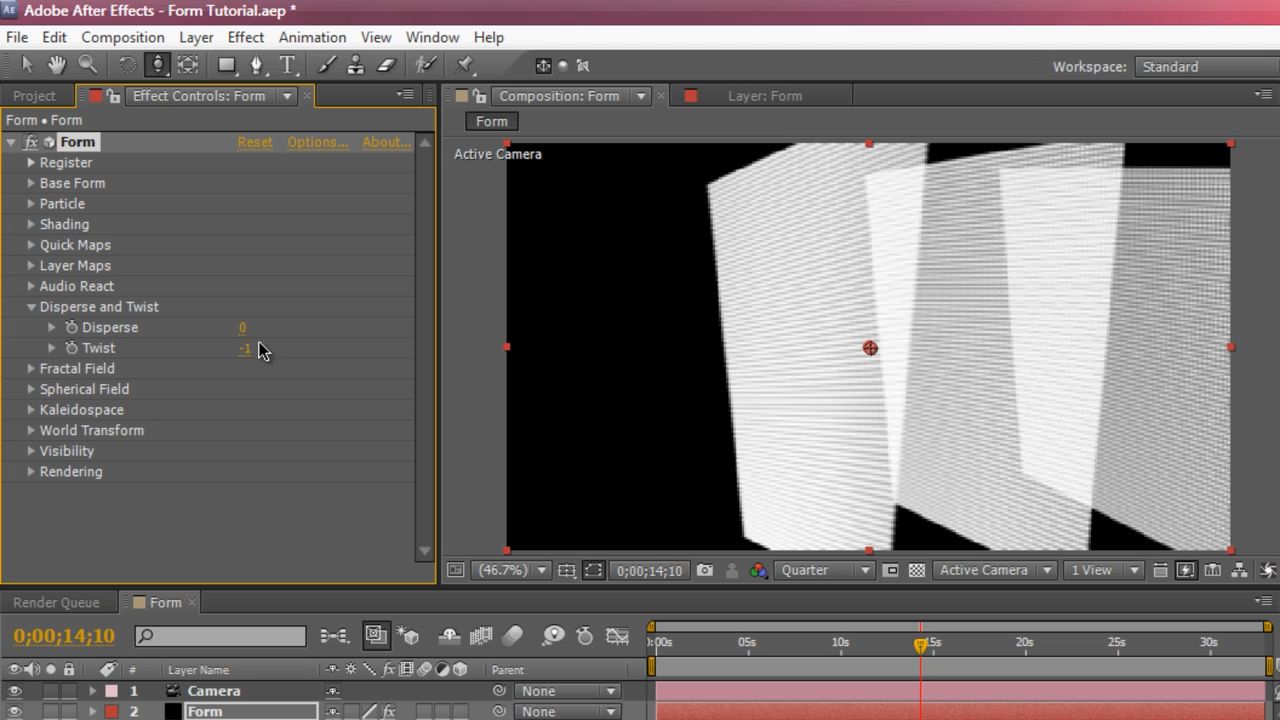 Adobe After Effects - Form Tutorial.aep *
File Edit Composition Layer Effect Animation View Window Help
Workspace: Standard
Project Effect Controls: Form Composition: Form Layer: Form
Form • Form
Form
Form Reset Options... About...
Active Camera
Register
Base Form
Particle
Shading
Quick Maps
Layer Maps
Audio React
Disperse and Twist
Disperse 0
Twist -1
Fractal Field
Spherical Field
Kaleidospace
World Transform
Visibility
Rendering
(46.7%) 0;00;14;10 Quarter Active Camera 1 View
Render Queue Form
0;00;14;10 0:00s 05s 10s 15s 20s 25s 30s
# Layer Name Parent
1 Camera None
2 Form None